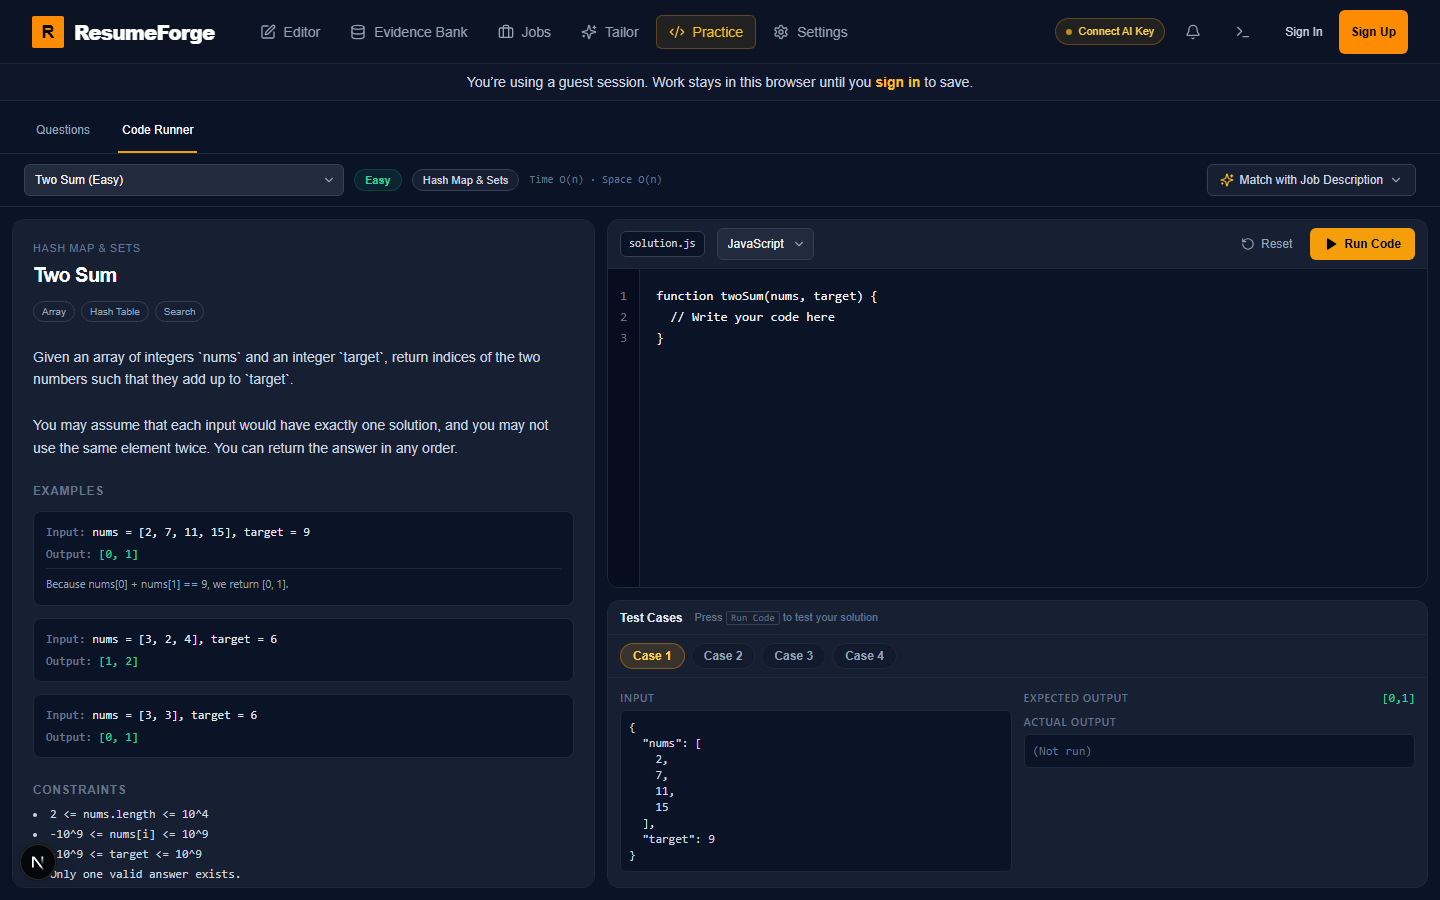 R ResumeForge Editor Evidence Bank Jobs Tailor Practice Settings Connect AI Key Sign In Sign Up
You're using a guest session. Work stays in this browser until you sign in to save.
Questions Code Runner
Two Sum (Easy) Easy Hash Map & Sets Time O(n) · Space O(n) Match with Job Description
HASH MAP & SETS
Two Sum
Array Hash Table Search
Given an array of integers `nums` and an integer `target`, return indices of the two
numbers such that they add up to `target`.
You may assume that each input would have exactly one solution, and you may not
use the same element twice. You can return the answer in any order.
EXAMPLES
Input: nums = [2, 7, 11, 15], target = 9
Output: [0, 1]
Because nums[0] + nums[1] == 9, we return [0, 1].
Input: nums = [3, 2, 4], target = 6
Output: [1, 2]
Input: nums = [3, 3], target = 6
Output: [0, 1]
CONSTRAINTS
• 2 <= nums.length <= 10^4
• -10^9 <= nums[i] <= 10^9
10^9 <= target <= 10^9
Only one valid answer exists.
N
solution.js JavaScript Reset Run Code
1 function twoSum(nums, target) {
2 // Write your code here
3 }
Test Cases Press Run Code to test your solution
Case 1 Case 2 Case 3 Case 4
INPUT
{
"nums": [
2,
7,
11,
15
],
"target": 9
}
EXPECTED OUTPUT [0,1]
ACTUAL OUTPUT
(Not run)